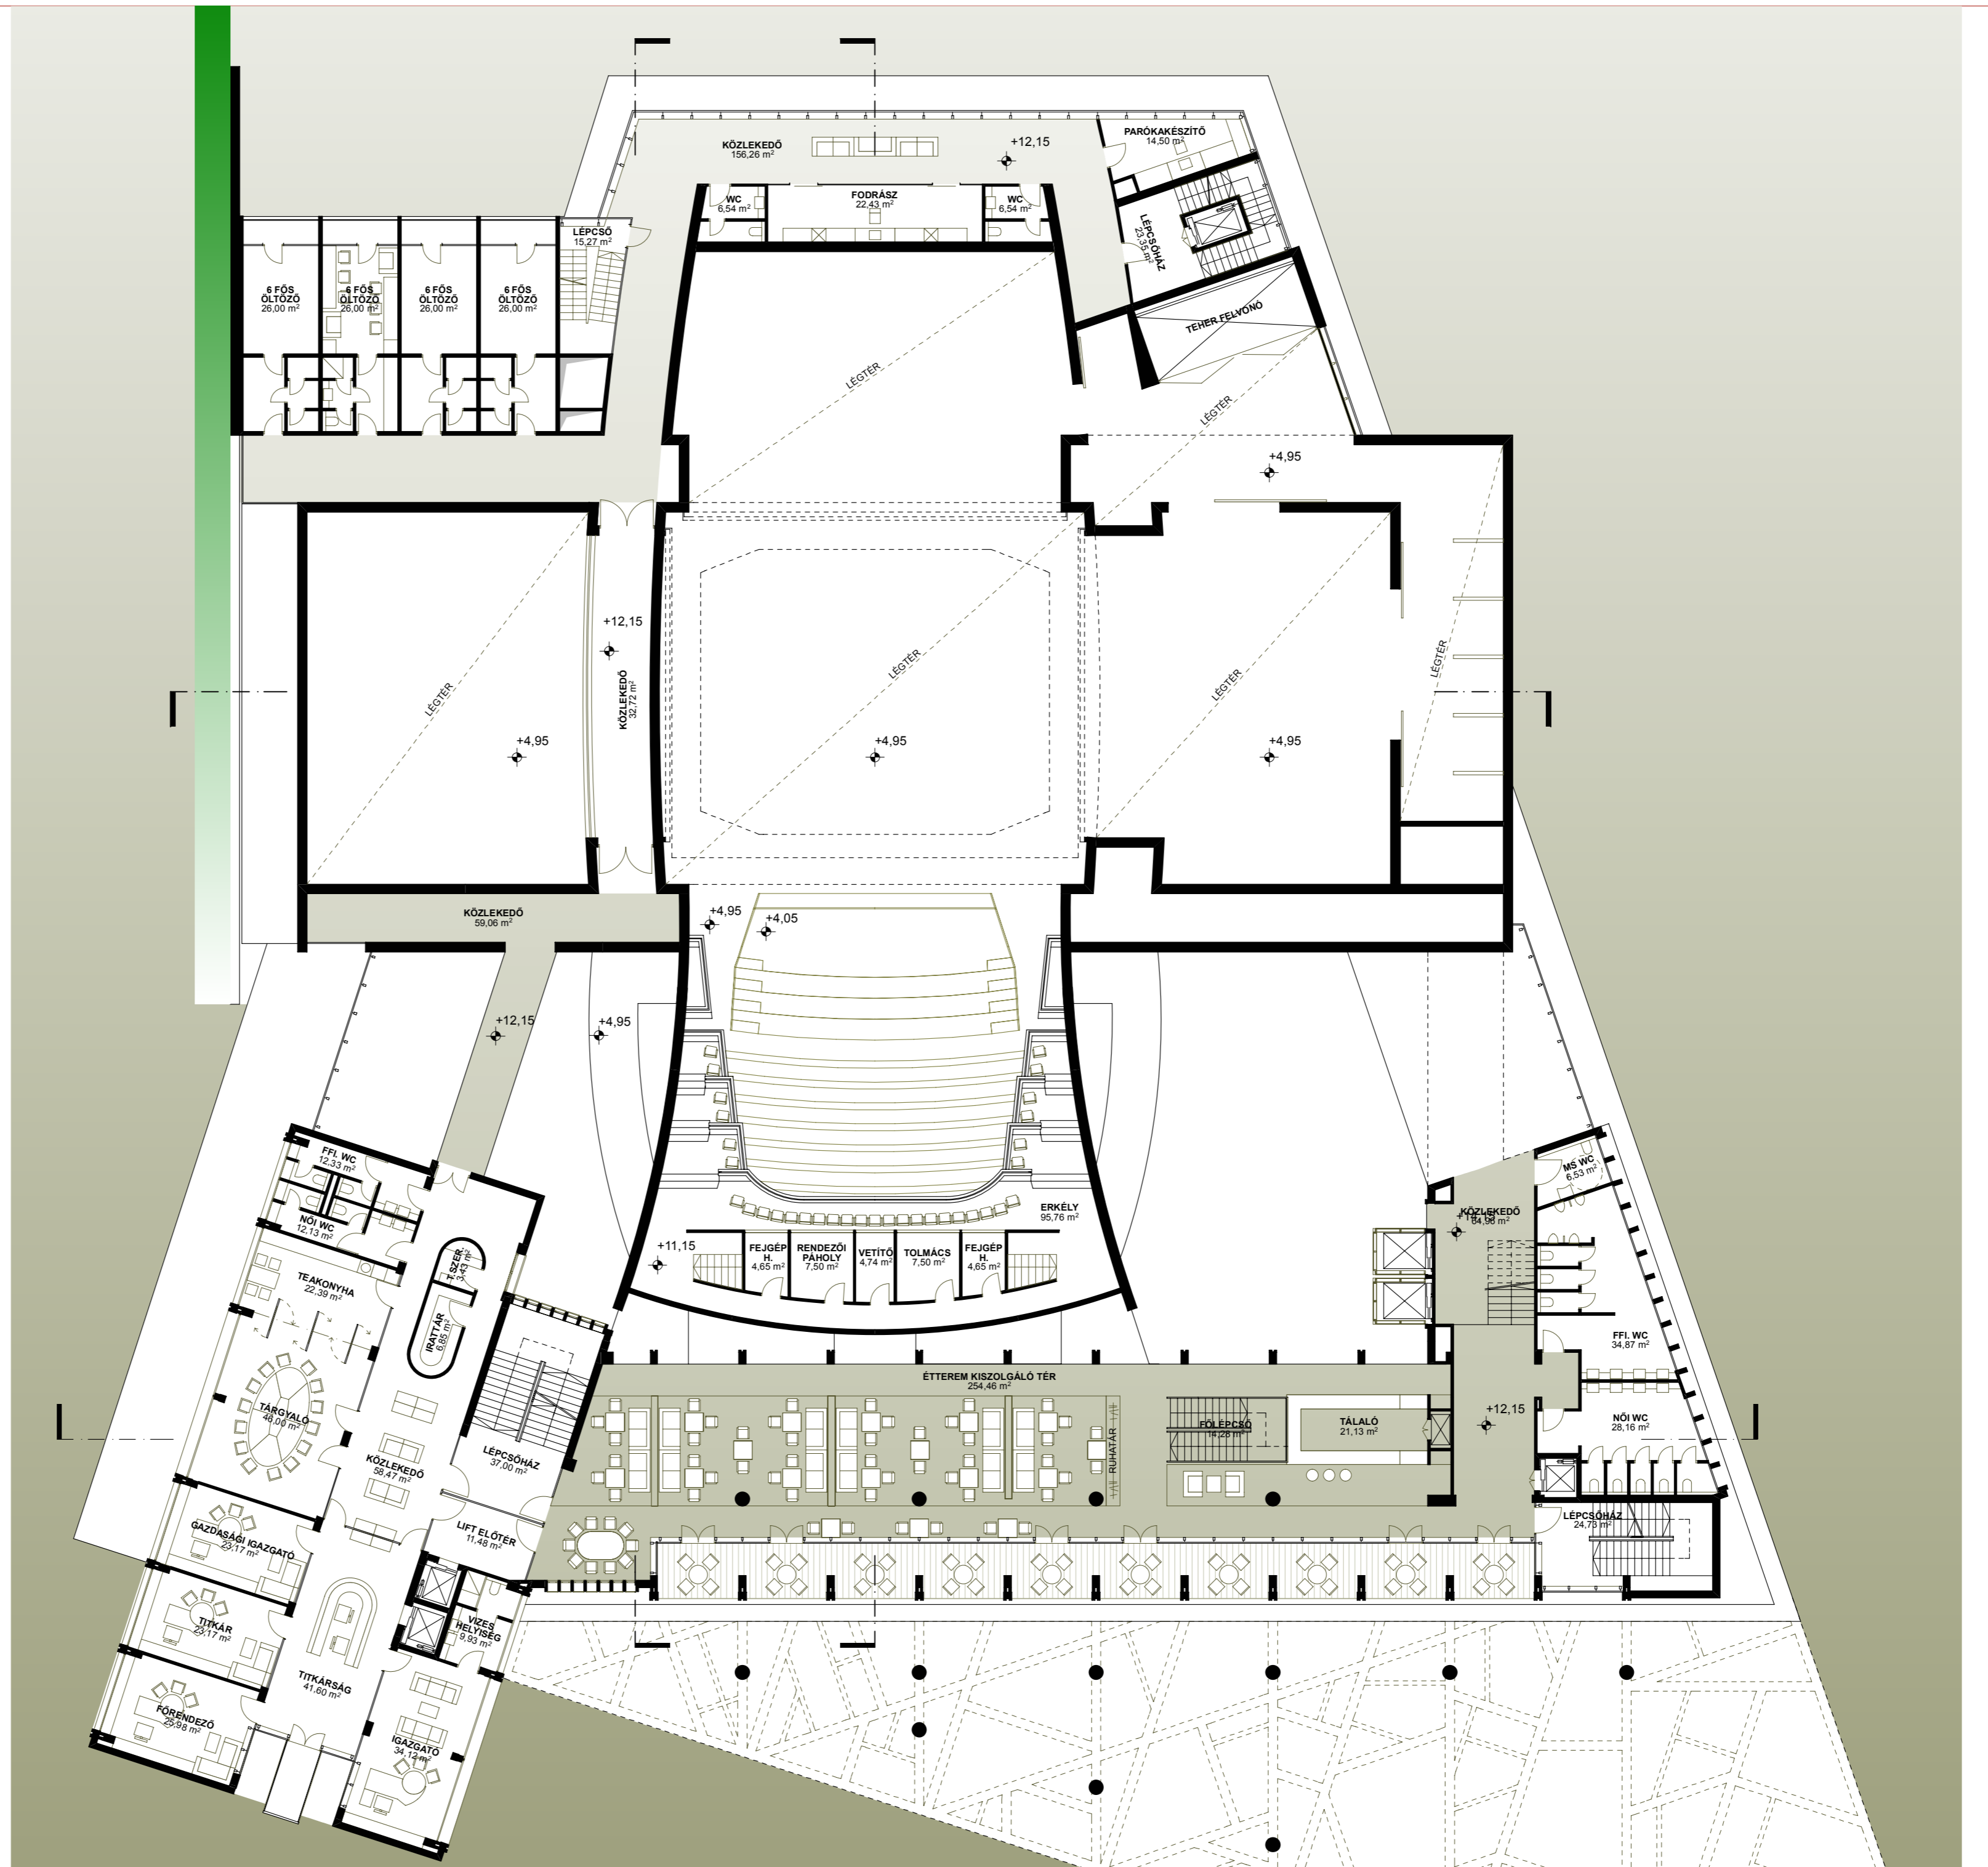 PARÓKAKÉSZÍTŐ
14,50 m²
KÖZLEKEDŐ
156,26 m²
+12,15
WC
6,54 m²
FODRÁSZ
22,43 m²
WC
6,54 m²
LÉPCSŐHÁZ
23,35 m²
LÉPCSŐ
15,27 m²
6 FŐS
ÖLTÖZŐ
26,00 m²
6 FŐS
ÖLTÖZŐ
26,00 m²
6 FŐS
ÖLTÖZŐ
26,00 m²
6 FŐS
ÖLTÖZŐ
26,00 m²
TEHER FELVONÓ
LÉGTÉR
LÉGTÉR
+4,95
+12,15
KÖZLEKEDŐ
32,72 m²
LÉGTÉR
LÉGTÉR
LÉGTÉR
LÉGTÉR
+4,95
+4,95
+4,95
KÖZLEKEDŐ
59,06 m²
+4,95
+4,05
+12,15
+4,95
FFI. WC
12,33 m²
NŐI WC
12,13 m²
T.SZER.
3,43 m²
TEAKONYHA
22,39 m²
IRATTÁR
6,85 m²
ERKÉLY
95,76 m²
+11,15
FEJGÉP
H.
4,65 m²
RENDEZŐI
PÁHOLY
7,50 m²
VETÍTŐ
4,74 m²
TOLMÁCS
7,50 m²
FEJGÉP
H.
4,65 m²
MS WC
6,53 m²
KÖZLEKEDŐ
FFI. WC
34,87 m²
ÉTTEREM KISZOLGÁLÓ TÉR
254,46 m²
TÁRGYALÓ
46,00 m²
KÖZLEKEDŐ
58,47 m²
LÉPCSŐHÁZ
37,00 m²
RUHATÁR
FŐLÉPCSŐ
14,28 m²
TÁLALÓ
21,13 m²
+12,15
NŐI WC
28,16 m²
LÉPCSŐHÁZ
24,73 m²
GAZDASÁGI IGAZGATÓ
23,17 m²
LIFT ELŐTÉR
11,48 m²
TITKÁR
23,17 m²
VIZES
HELYISÉG
9,93 m²
TITKÁRSÁG
41,60 m²
FŐRENDEZŐ
25,98 m²
IGAZGATÓ
34,12 m²